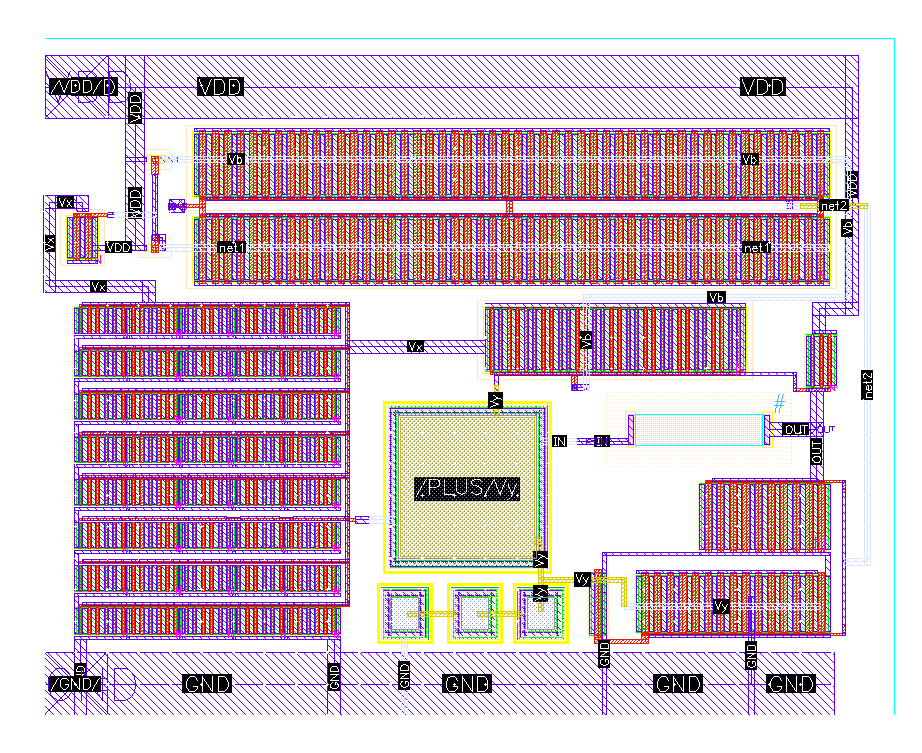 /VDD/D
VDD
VDD
VDD
Vb
Vb
VDD
VDD
Vx
net2
Vb
Vx
VDD
net1
net1
Vx
Vb
Vb
Vx
net2
Vy
#
IN
IN
OUT
OUT
/PLUS/Vy
Vy
Vy
Vy
Vy
GND
GND
GND
GND
GND
/GND/
GND
GND
GND
GND